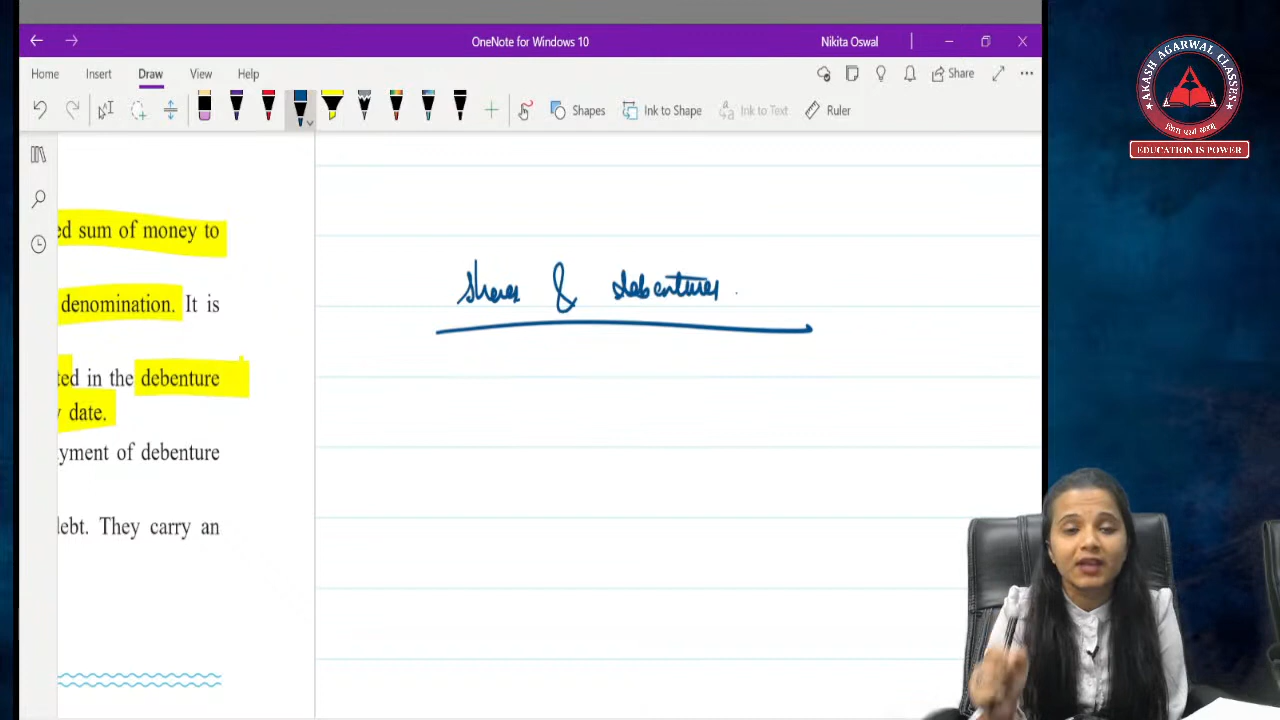 OneNote for Windows 10
Nikita Oswal
Home Insert Draw View Help
Share
Shapes Ink to Shape Ink to Text Ruler
ed sum of money to
denomination. It is
ted in the debenture
y date.
yment of debenture
debt. They carry an
Shares & debentures
AKASH AGARWAL CLASSES
EDUCATION IS POWER